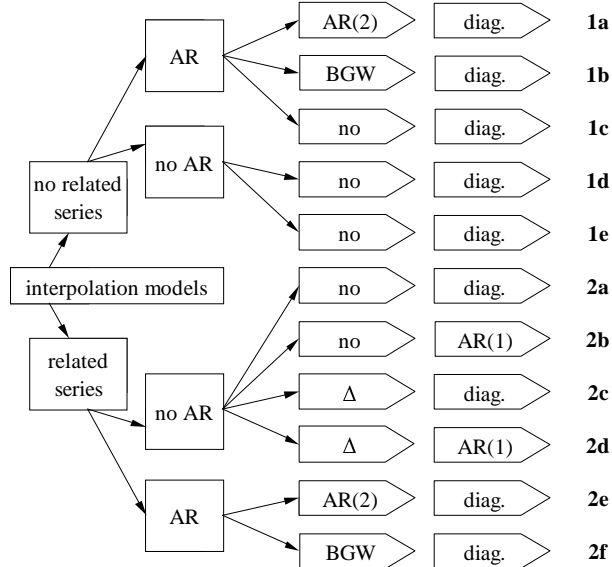 AR(2) diag. 1a
AR
BGW diag. 1b
no diag. 1c
no AR
no diag. 1d
no related
series
no diag. 1e
interpolation models
no diag. 2a
related
series
no AR(1) 2b
Δ diag. 2c
no AR
Δ AR(1) 2d
AR(2) diag. 2e
AR
BGW diag. 2f